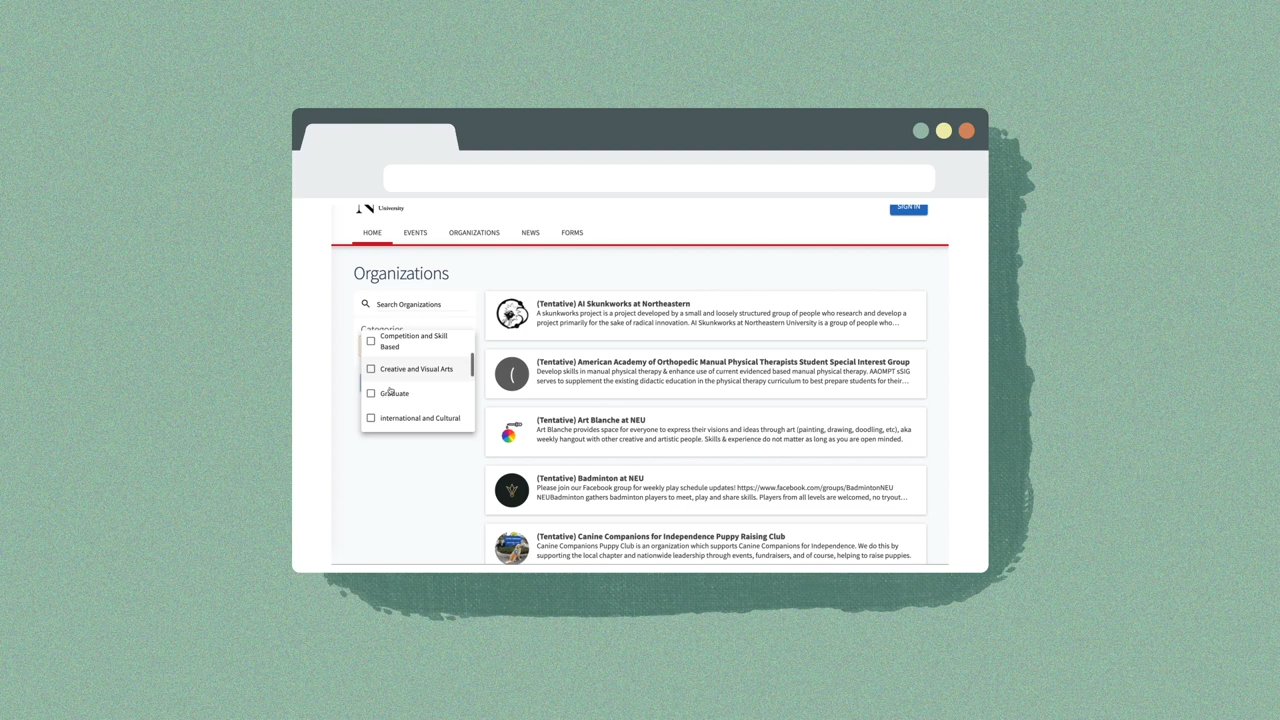 University
SIGN IN
HOME
EVENTS
ORGANIZATIONS
NEWS
FORMS
Organizations
Search Organizations
Categories
Competition and Skill
Based
Creative and Visual Arts
Graduate
international and Cultural
(Tentative) AI Skunkworks at Northeastern
A skunkworks project is a project developed by a small and loosely structured group of people who research and develop a
project primarily for the sake of radical innovation. AI Skunkworks at Northeastern University is a group of people who…
(Tentative) American Academy of Orthopedic Manual Physical Therapists Student Special Interest Group
Develop skills in manual physical therapy & enhance use of current evidenced based manual physical therapy. AAOMPT sSIG
serves to supplement the existing didactic education in the physical therapy curriculum to best prepare students for their…
(Tentative) Art Blanche at NEU
Art Blanche provides space for everyone to express their visions and ideas through art (painting, drawing, doodling, etc), aka
weekly hangout with other creative and artistic people. Skills & experience do not matter as long as you are open minded.
(Tentative) Badminton at NEU
Please join our Facebook group for weekly play schedule updates! https://www.facebook.com/groups/BadmintonNEU
NEUBadminton gathers badminton players to meet, play and share skills. Players from all levels are welcomed, no tryout…
(Tentative) Canine Companions for Independence Puppy Raising Club
Canine Companions Puppy Club is an organization which supports Canine Companions for Independence. We do this by
supporting the local chapter and nationwide leadership through events, fundraisers, and of course, helping to raise puppies.